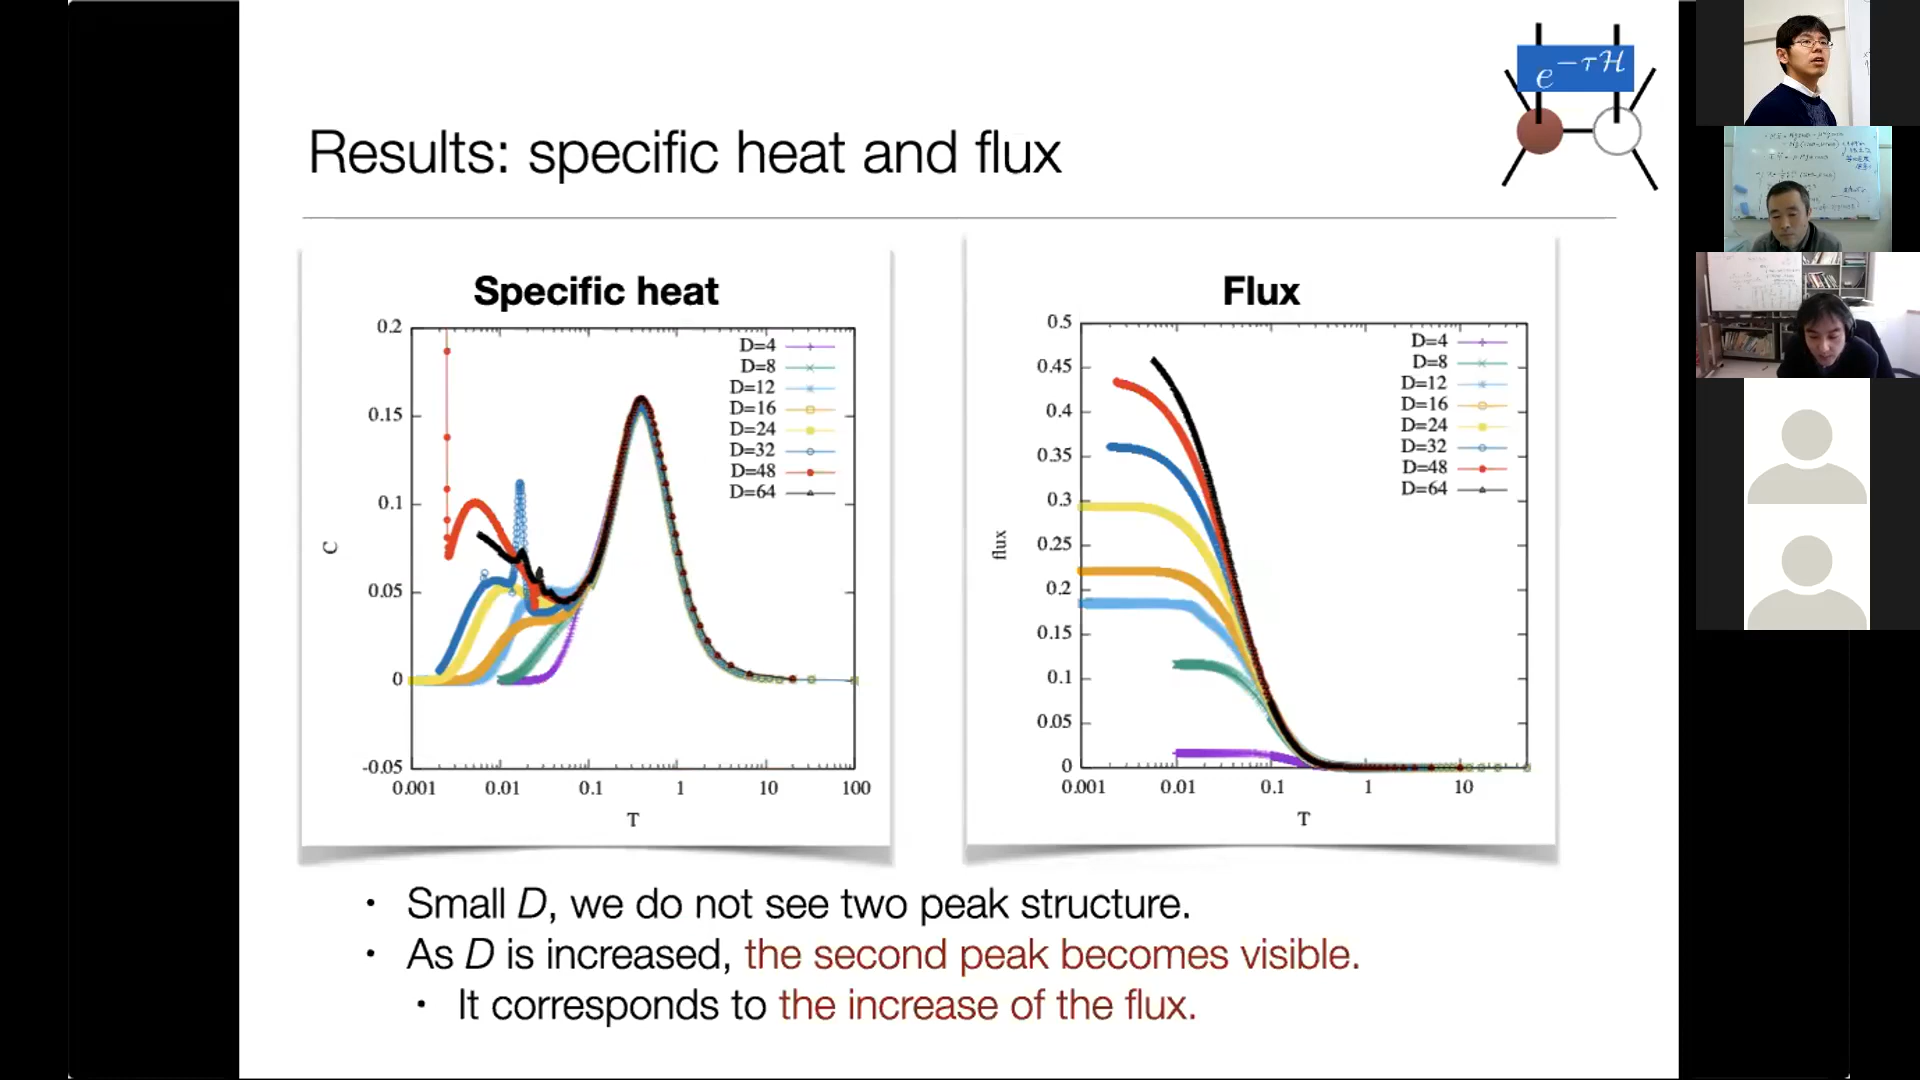 e^{-τℋ}
Results: specific heat and flux
Specific heat
0.2
0.15
0.1
0.05
0
-0.05
C
D=4
D=8
D=12
D=16
D=24
D=32
D=48
D=64
0.001 0.01 0.1 1 10 100
T
Flux
0.5
0.45
0.4
0.35
0.3
0.25
0.2
0.15
0.1
0.05
0
flux
D=4
D=8
D=12
D=16
D=24
D=32
D=48
D=64
0.001 0.01 0.1 1 10
T
· Small D, we do not see two peak structure.
· As D is increased, the second peak becomes visible.
· It corresponds to the increase of the flux.